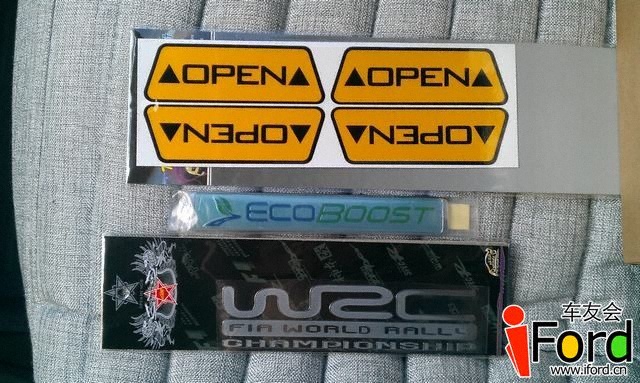 ▲OPEN▲ ▲OPEN▲
▲OPEN▲ ▲OPEN▲
ECOBOOST
WRC
FIA WORLD RALLY
CHAMPIONSHIP
车友会
iFord
www.iford.cn